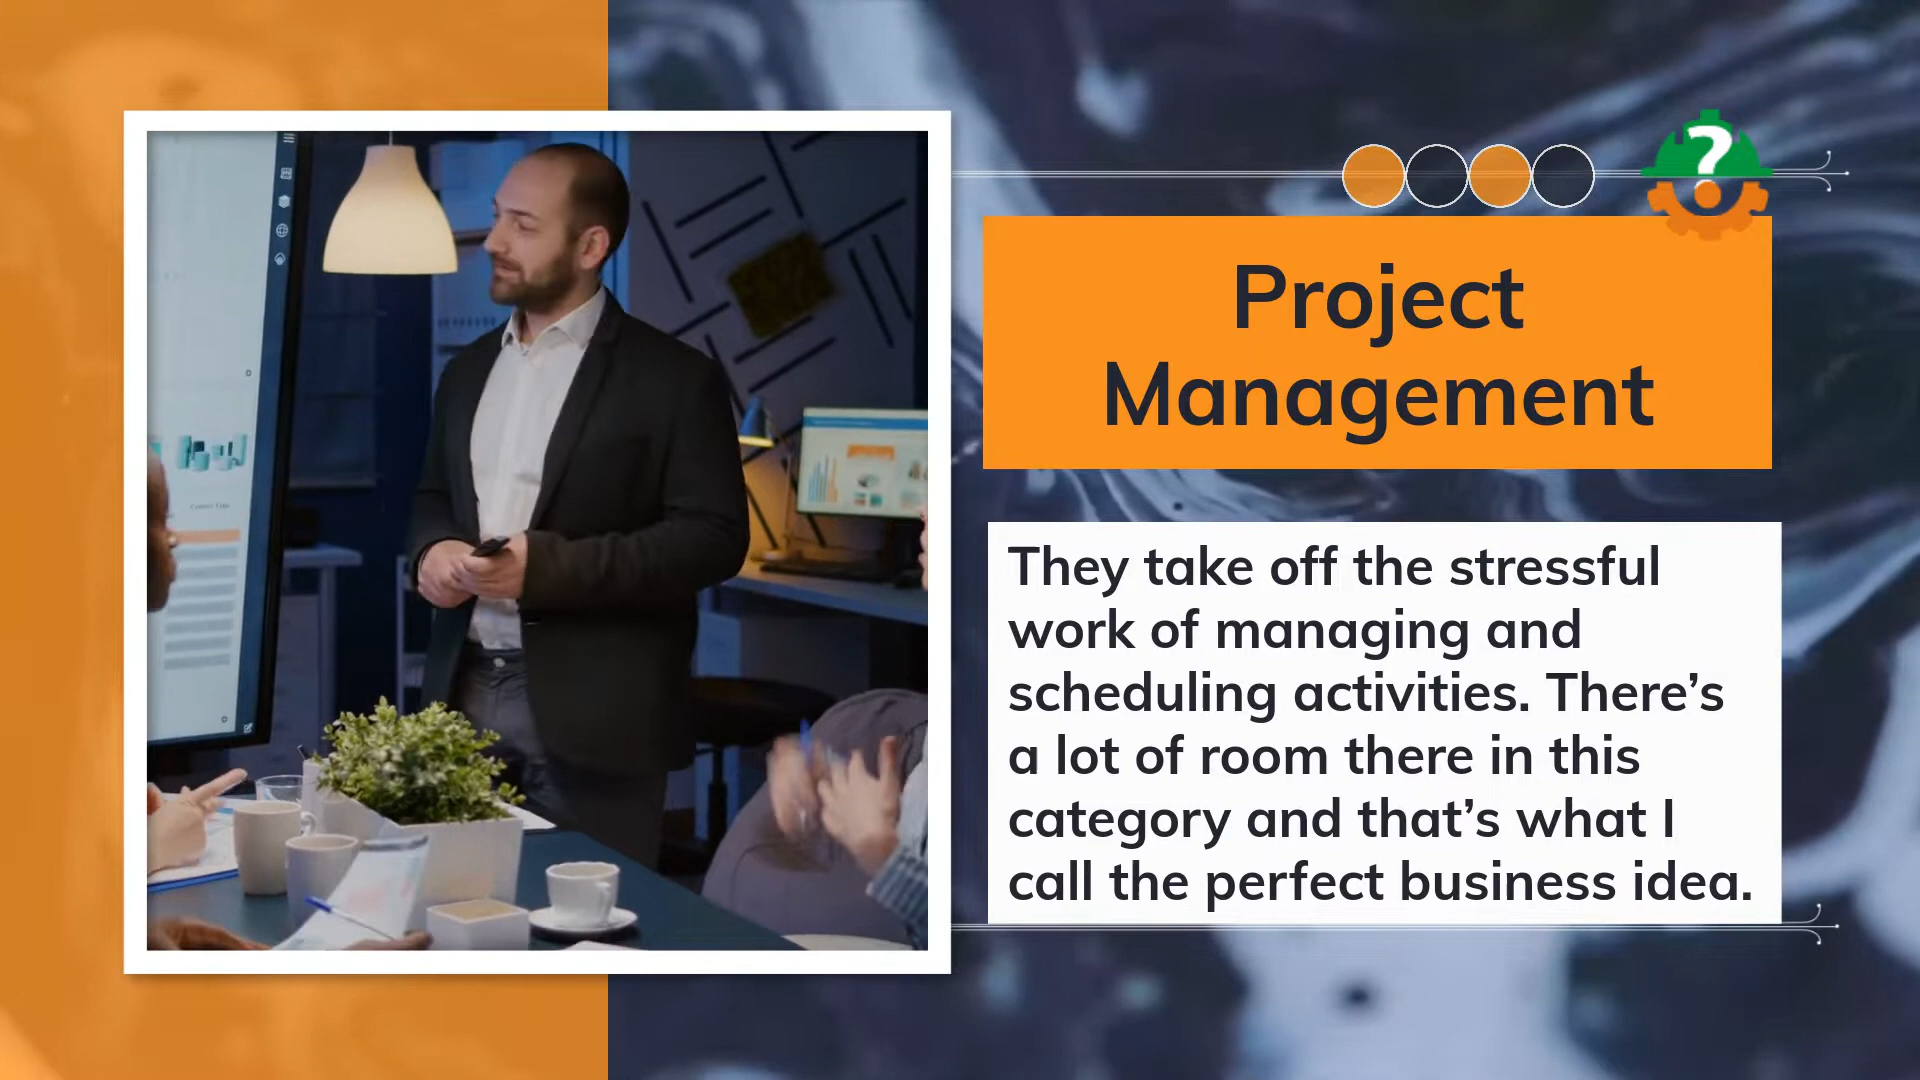 ?
Project
Management
They take off the stressful
work of managing and
scheduling activities. There’s
a lot of room there in this
category and that’s what I
call the perfect business idea.